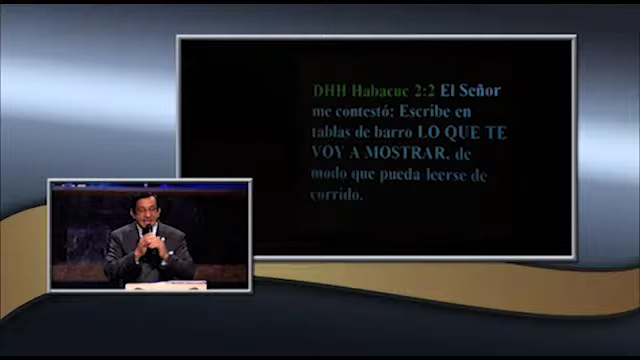 DHH Habacuc 2:2 El Señor
me contestó: Escribe en
tablas de barro LO QUE TE
VOY A MOSTRAR, de
modo que pueda leerse de
corrido.